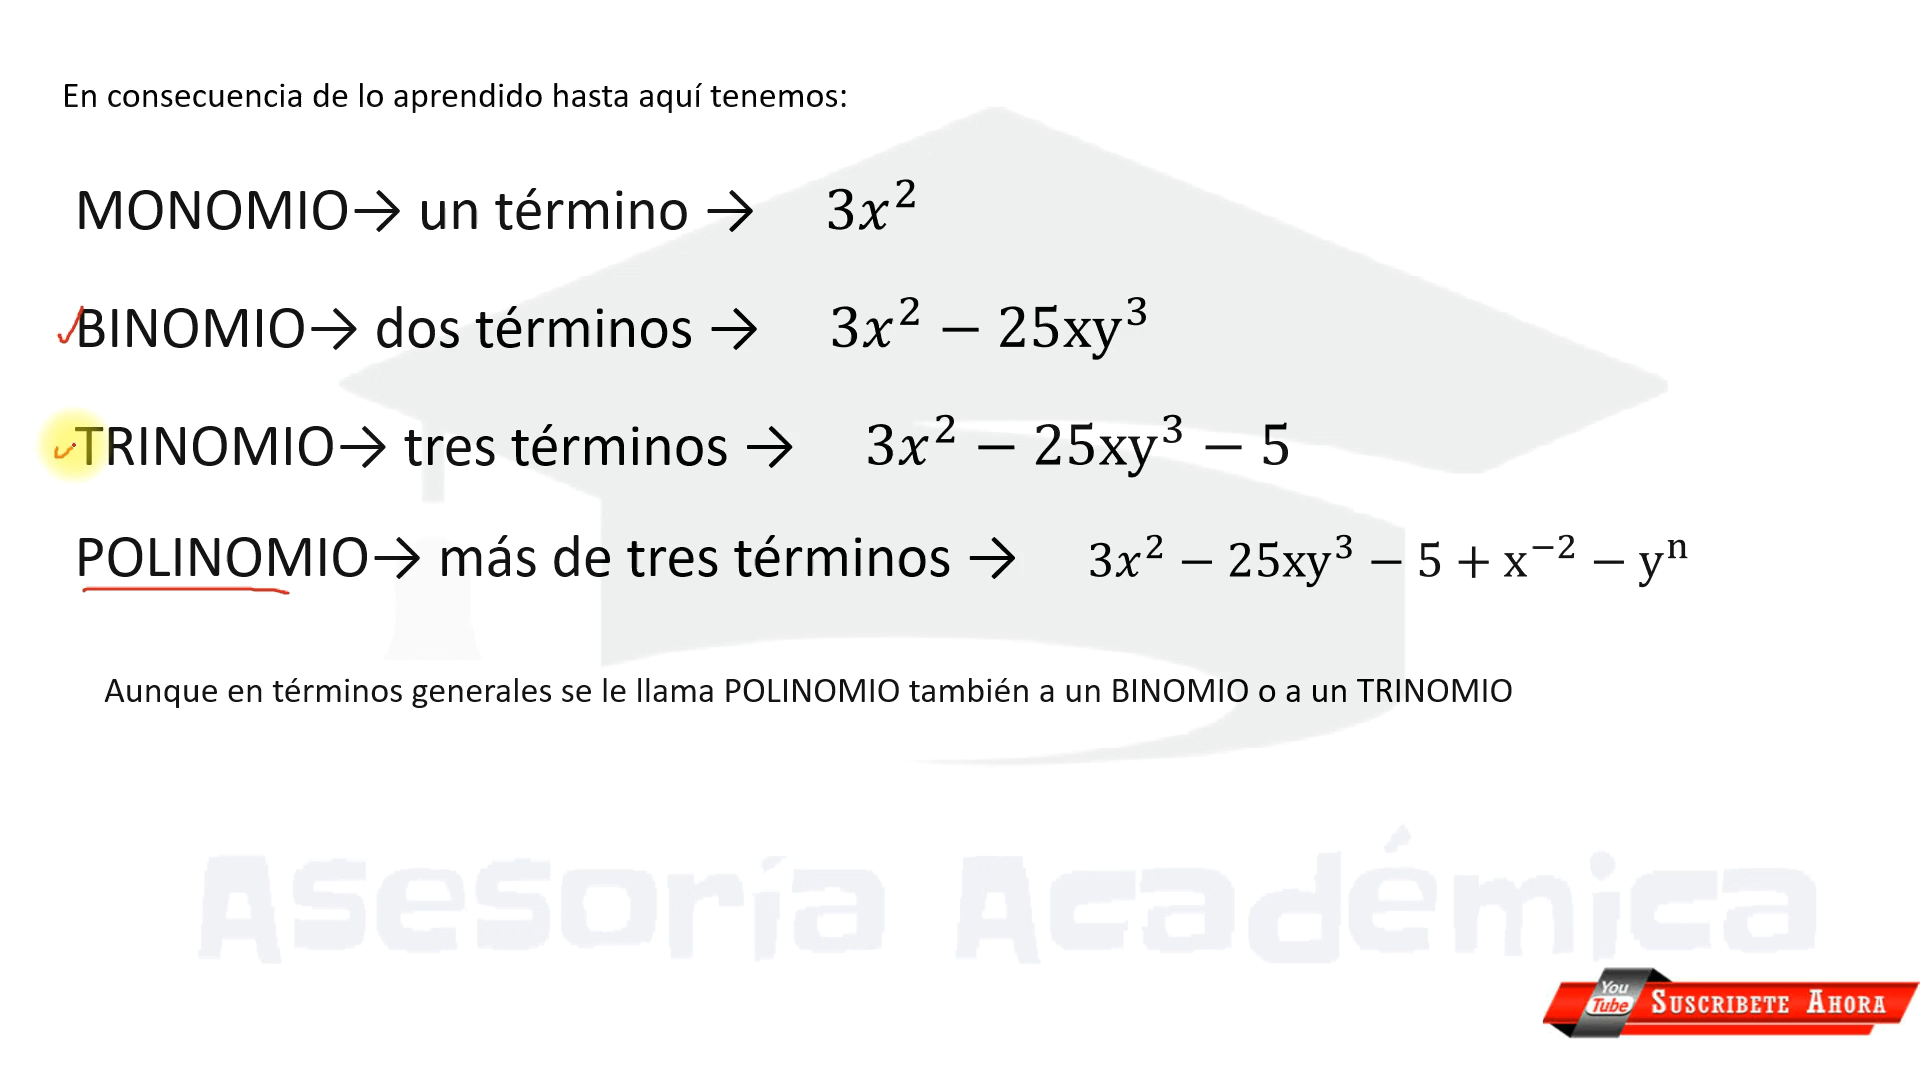 En consecuencia de lo aprendido hasta aquí tenemos:
MONOMIO→ un término → 3x²
BINOMIO→ dos términos → 3x² − 25xy³
TRINOMIO→ tres términos → 3x² − 25xy³ − 5
POLINOMIO→ más de tres términos → 3x² − 25xy³ − 5 + x⁻² − yⁿ
Aunque en términos generales se le llama POLINOMIO también a un BINOMIO o a un TRINOMIO
Asesoría Académica
You Tube SUSCRIBETE AHORA